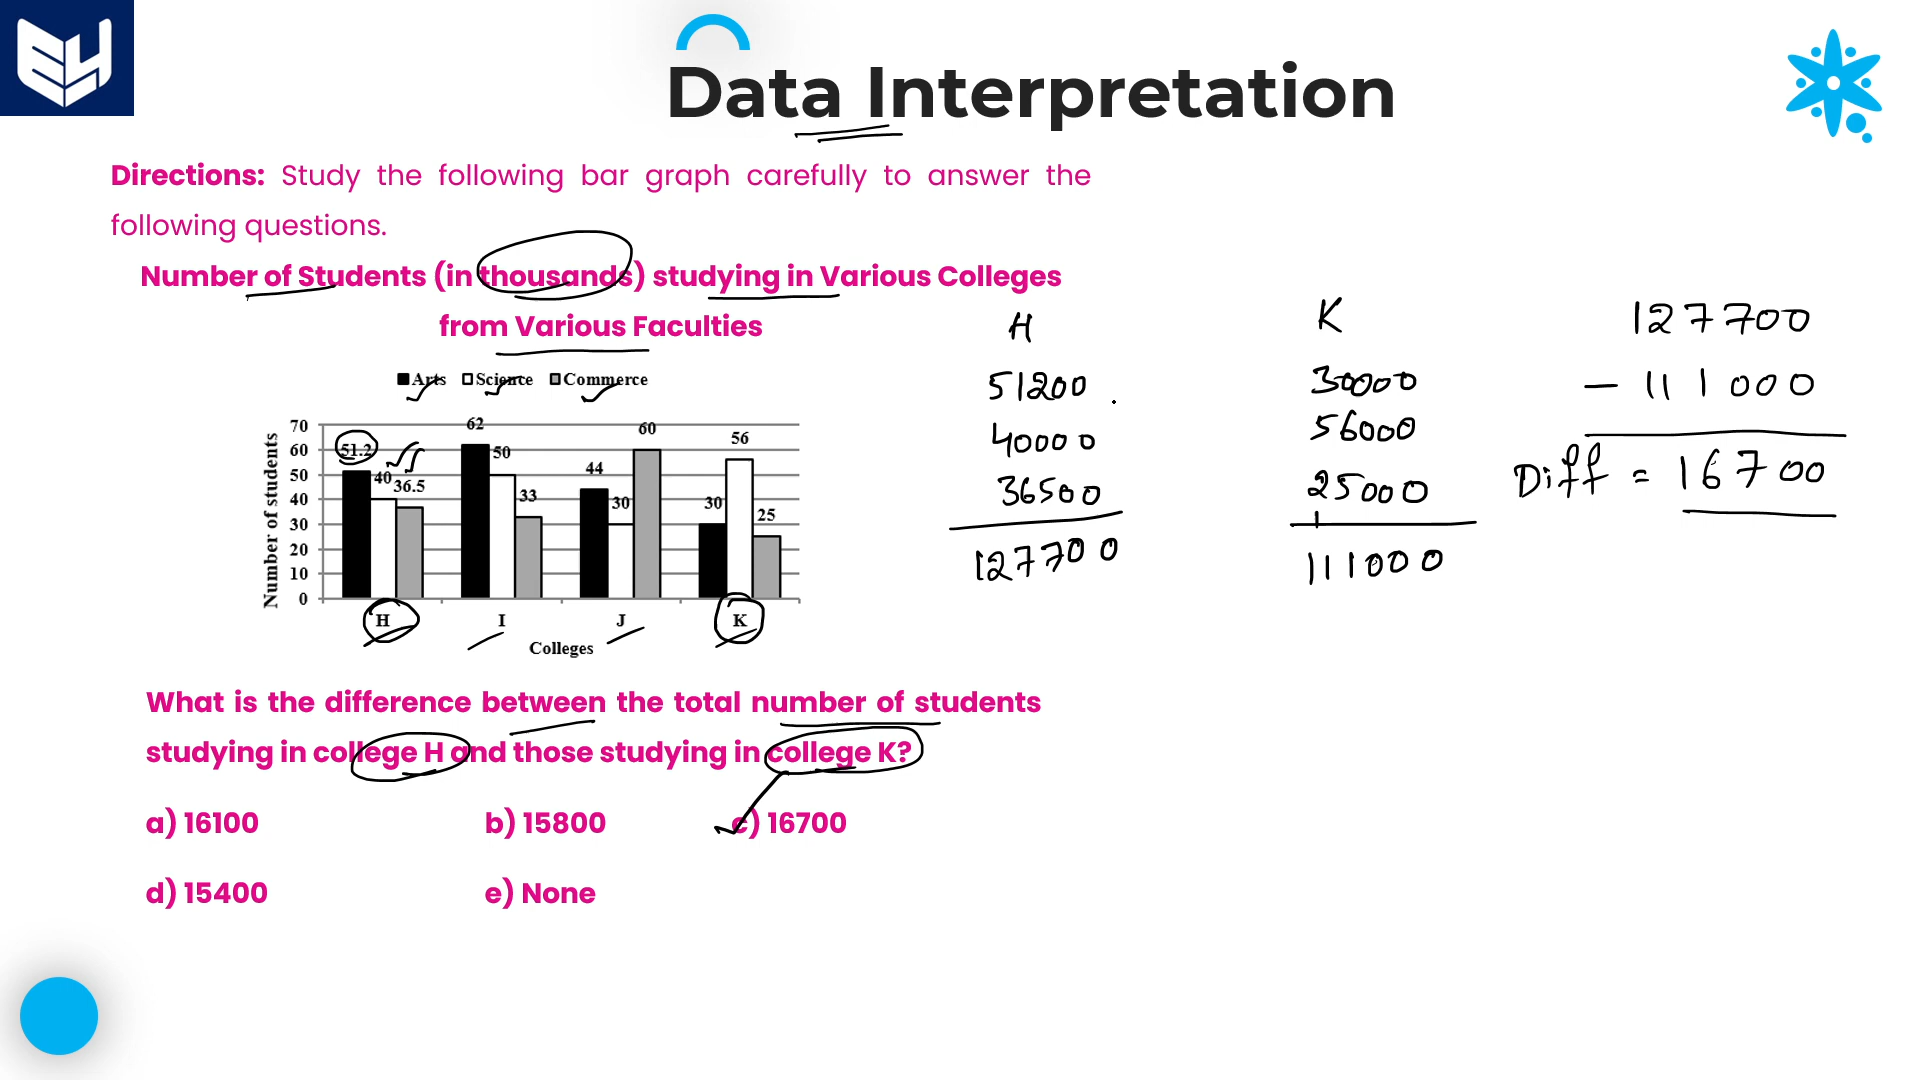 EH
Data Interpretation
Directions: Study the following bar graph carefully to answer the
following questions.
Number of Students (in thousands) studying in Various Colleges
from Various Faculties
Arts Science Commerce
Number of students
70
60
50
40
30
20
10
0
51.2
40
36.5
62
50
33
44
30
60
30
56
25
H I J K
Colleges
H
51200
40000
36500
127700
K
30000
56000
25000
111000
127700
- 111000
Diff = 16700
What is the difference between the total number of students
studying in college H and those studying in college K?
a) 16100 b) 15800 c) 16700
d) 15400 e) None